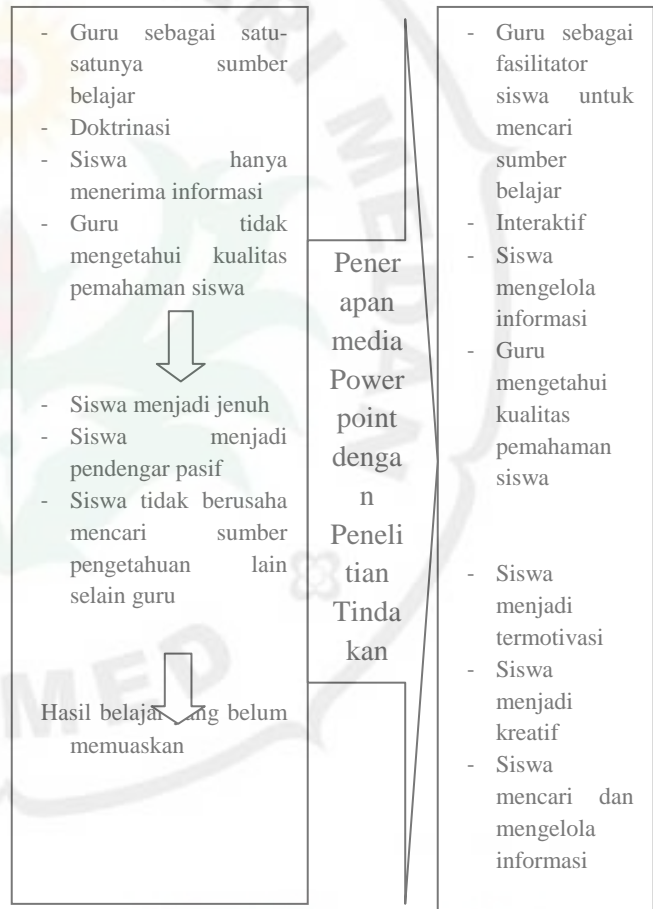 - Guru sebagai satu-
satunya sumber
belajar
- Doktrinasi
- Siswa hanya
menerima informasi
- Guru tidak
mengetahui kualitas
pemahaman siswa
- Siswa menjadi jenuh
- Siswa menjadi
pendengar pasif
- Siswa tidak berusaha
mencari sumber
pengetahuan lain
selain guru
Hasil belajar yang belum
memuaskan
Pener
apan
media
Power
point
denga
n
Peneli
tian
Tinda
kan
- Guru sebagai
fasilitator
siswa untuk
mencari
sumber
belajar
- Interaktif
- Siswa
mengelola
informasi
- Guru
mengetahui
kualitas
pemahaman
siswa
- Siswa
menjadi
termotivasi
- Siswa
menjadi
kreatif
- Siswa
mencari dan
mengelola
informasi